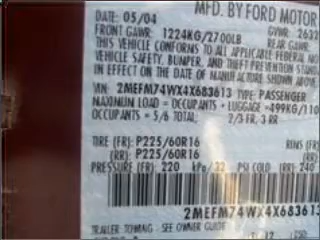 MFD. BY FORD MOTOR
DATE: 05/04 GVWR: 2632
FRONT GAWR: 1224KG/2700LB REAR GAWR:
THIS VEHICLE CONFORMS TO ALL APPLICABLE FEDERAL MOT
VEHICLE SAFETY, BUMPER, AND THEFT PREVENTION STAND
IN EFFECT ON THE DATE OF MANUFACTURE SHOWN ABOVE
VIN: 2MEFM74WX4X683613 TYPE: PASSENGER
MAXIMUM LOAD = OCCUPANTS + LUGGAGE =499KG/110
OCCUPANTS = 5/6 TOTAL; 2/3 FR, 3 RR
TIRE (FR): P225/60R16 RIMS (FR
(RR): P225/60R16 (RR
PRESSURE (FR): 220 kPa/32 PSI COLD (RR): 240
2MEFM74WX4X683613
TRAILER TOWING - SEE OWNER GUIDE